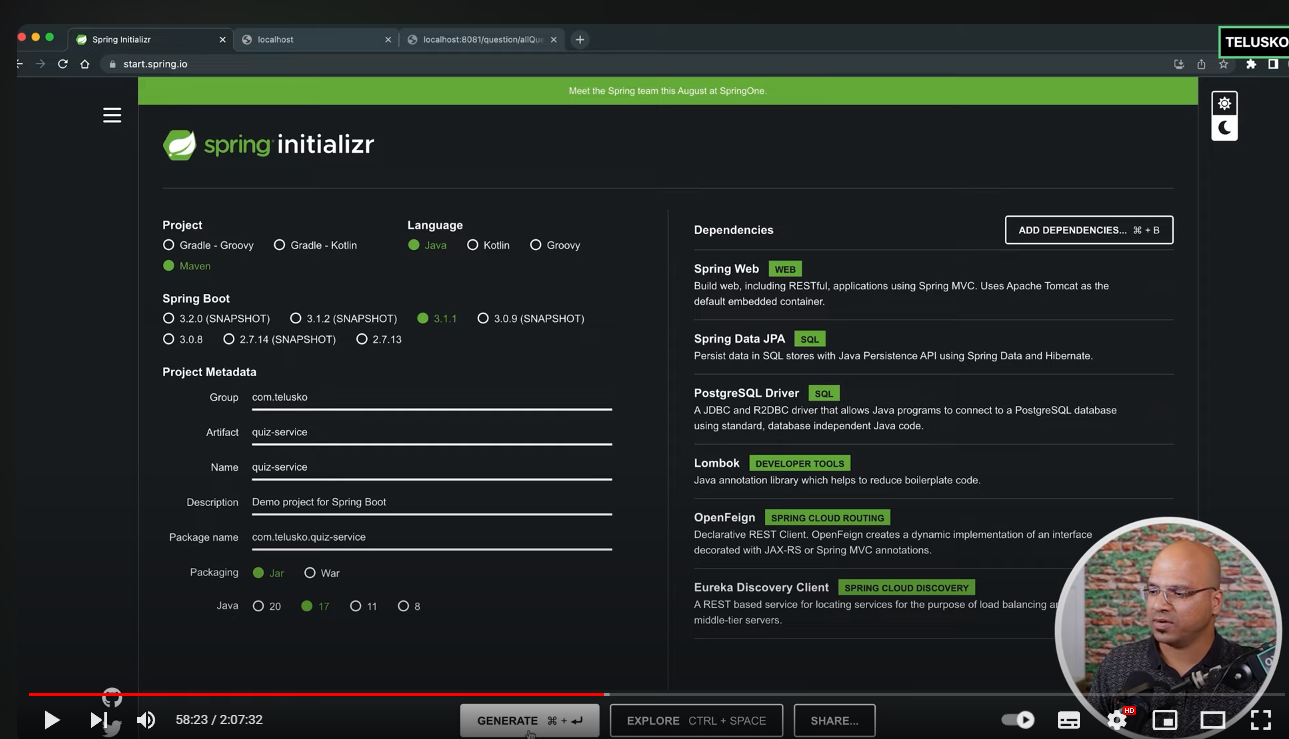 Spring Initializr
localhost
localhost:8081/question/allQue
TELUSKO
start.spring.io
Meet the Spring team this August at SpringOne.
spring initializr
Project
Language
Gradle - Groovy Gradle - Kotlin
Java Kotlin Groovy
Maven
Spring Boot
3.2.0 (SNAPSHOT) 3.1.2 (SNAPSHOT) 3.1.1 3.0.9 (SNAPSHOT)
3.0.8 2.7.14 (SNAPSHOT) 2.7.13
Project Metadata
Group com.telusko
Artifact quiz-service
Name quiz-service
Description Demo project for Spring Boot
Package name com.telusko.quiz-service
Packaging Jar War
Java 20 17 11 8
Dependencies
ADD DEPENDENCIES... ⌘ + B
Spring Web WEB
Build web, including RESTful, applications using Spring MVC. Uses Apache Tomcat as the
default embedded container.
Spring Data JPA SQL
Persist data in SQL stores with Java Persistence API using Spring Data and Hibernate.
PostgreSQL Driver SQL
A JDBC and R2DBC driver that allows Java programs to connect to a PostgreSQL database
using standard, database independent Java code.
Lombok DEVELOPER TOOLS
Java annotation library which helps to reduce boilerplate code.
OpenFeign SPRING CLOUD ROUTING
Declarative REST Client. OpenFeign creates a dynamic implementation of an interface
decorated with JAX-RS or Spring MVC annotations.
Eureka Discovery Client SPRING CLOUD DISCOVERY
A REST based service for locating services for the purpose of load balancing
middle-tier servers.
58:23 / 2:07:32
GENERATE ⌘ + ↵
EXPLORE CTRL + SPACE
SHARE...
HD